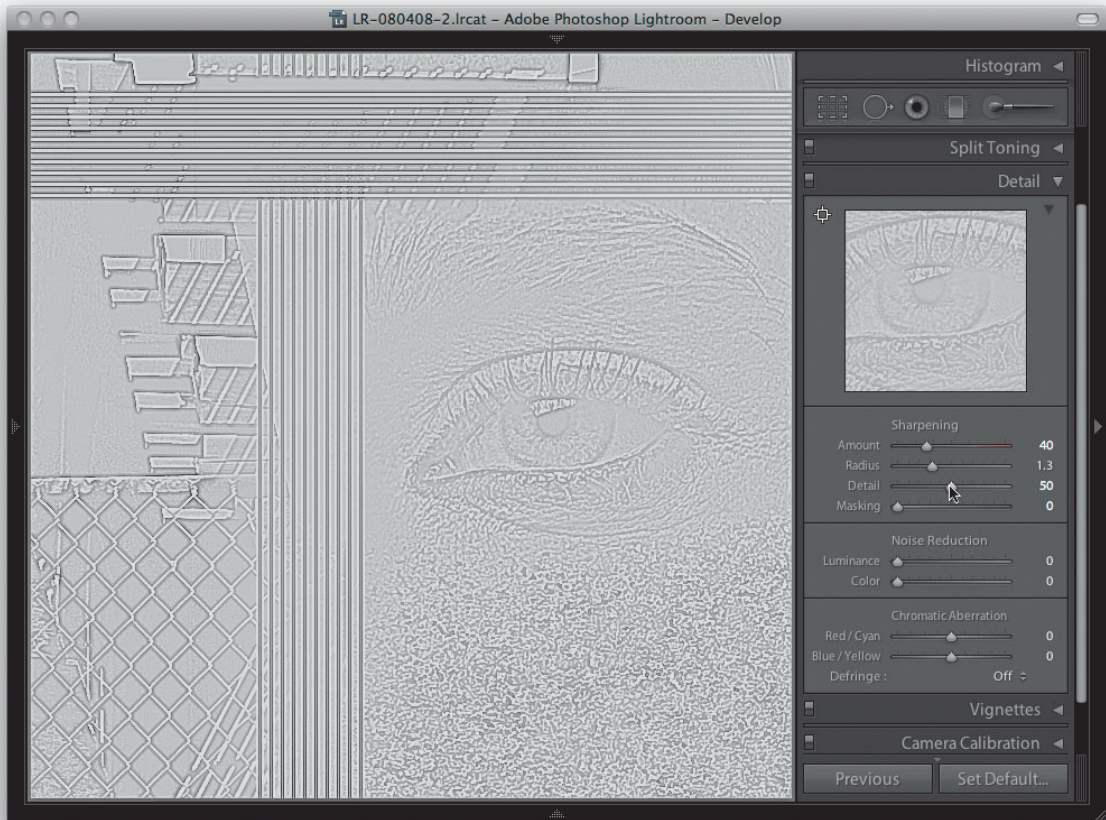 LR-080408-2.lrcat – Adobe Photoshop Lightroom – Develop
Histogram
Split Toning
Detail
Sharpening
Amount 40
Radius 1.3
Detail 50
Masking 0
Noise Reduction
Luminance 0
Color 0
Chromatic Aberration
Red / Cyan 0
Blue / Yellow 0
Defringe : Off
Vignettes
Camera Calibration
Previous Set Default...